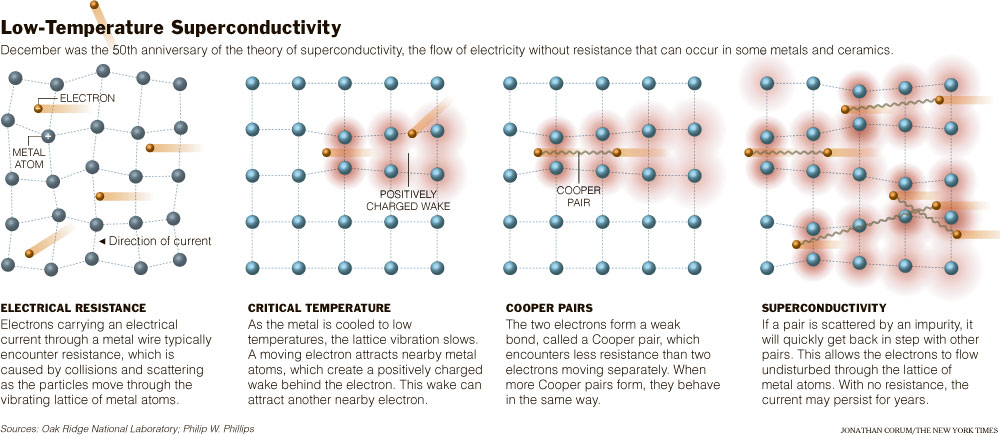 Low-Temperature Superconductivity
December was the 50th anniversary of the theory of superconductivity, the flow of electricity without resistance that can occur in some metals and ceramics.
ELECTRON
METAL
ATOM
◄ Direction of current
POSITIVELY
CHARGED WAKE
COOPER
PAIR
ELECTRICAL RESISTANCE
Electrons carrying an electrical
current through a metal wire typically
encounter resistance, which is
caused by collisions and scattering
as the particles move through the
vibrating lattice of metal atoms.
CRITICAL TEMPERATURE
As the metal is cooled to low
temperatures, the lattice vibration slows.
A moving electron attracts nearby metal
atoms, which create a positively charged
wake behind the electron. This wake can
attract another nearby electron.
COOPER PAIRS
The two electrons form a weak
bond, called a Cooper pair, which
encounters less resistance than two
electrons moving separately. When
more Cooper pairs form, they behave
in the same way.
SUPERCONDUCTIVITY
If a pair is scattered by an impurity, it
will quickly get back in step with other
pairs. This allows the electrons to flow
undisturbed through the lattice of
metal atoms. With no resistance, the
current may persist for years.
Sources: Oak Ridge National Laboratory; Philip W. Phillips
JONATHAN CORUM/THE NEW YORK TIMES